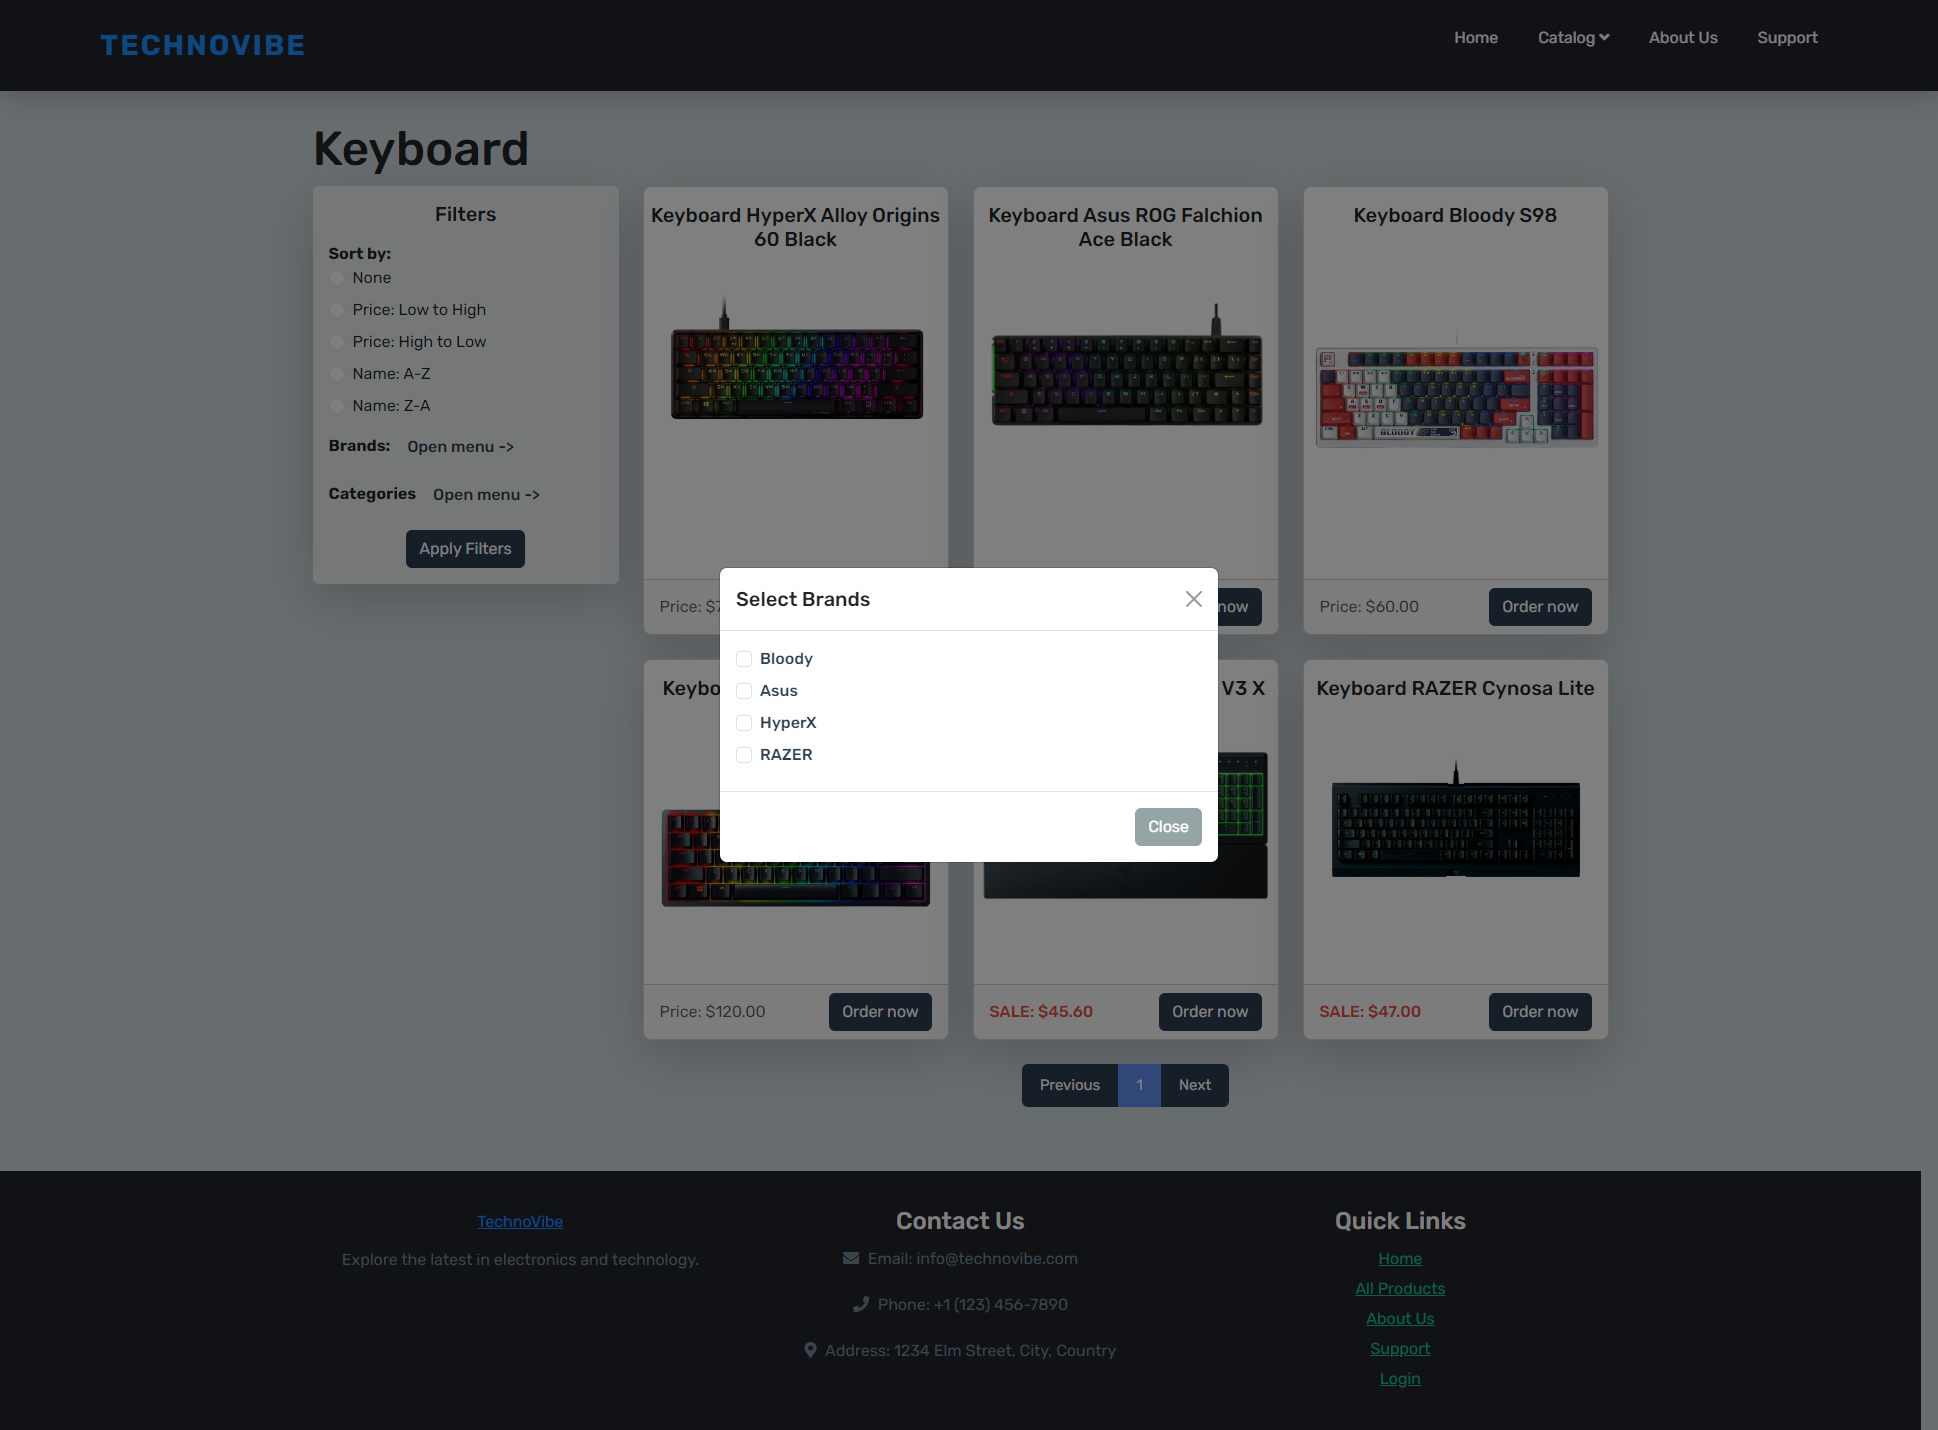 TECHNOVIBE
Home
Catalog
About Us
Support
Keyboard
Filters
Sort by:
None
Price: Low to High
Price: High to Low
Name: A-Z
Name: Z-A
Brands: Open menu ->
Categories Open menu ->
Apply Filters
Keyboard HyperX Alloy Origins
60 Black
Price: $7
Keyboard Asus ROG Falchion
Ace Black
now
Keyboard Bloody S98
BLOODY
Price: $60.00
Order now
Select Brands
Bloody
Asus
HyperX
RAZER
Close
Keybo
Price: $120.00
Order now
V3 X
SALE: $45.60
Order now
Keyboard RAZER Cynosa Lite
SALE: $47.00
Order now
Previous
1
Next
TechnoVibe
Explore the latest in electronics and technology.
Contact Us
Email: info@technovibe.com
Phone: +1 (123) 456-7890
Address: 1234 Elm Street, City, Country
Quick Links
Home
All Products
About Us
Support
Login